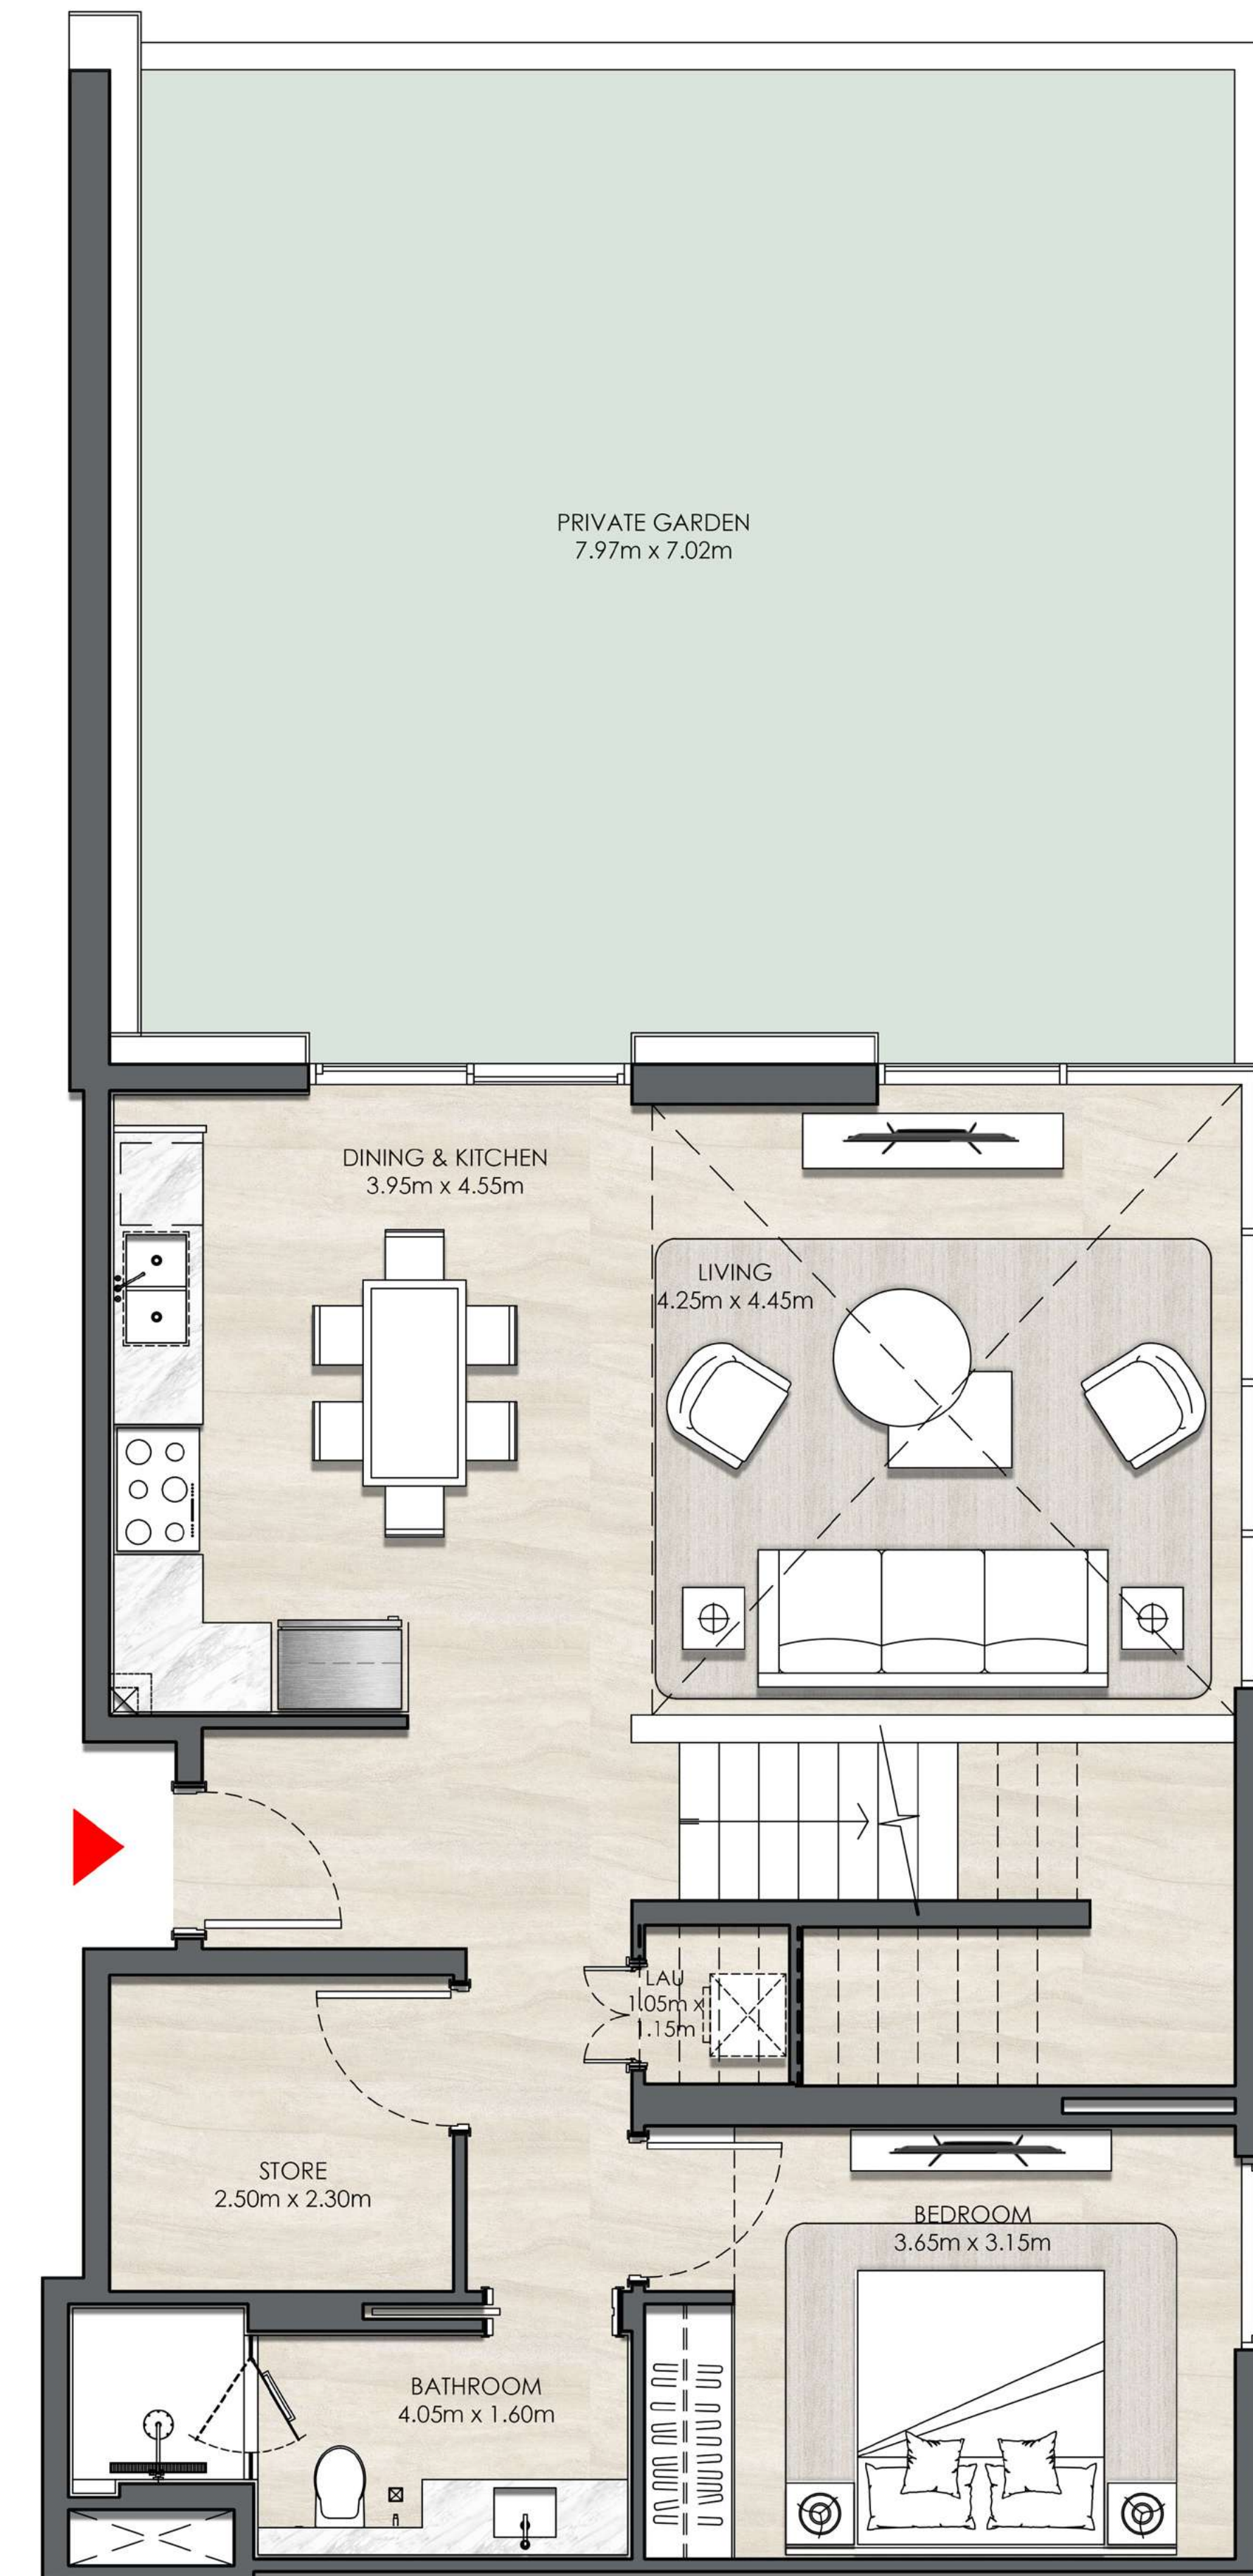 PRIVATE GARDEN
7.97m x 7.02m
DINING & KITCHEN
3.95m x 4.55m
LIVING
4.25m x 4.45m
LAU
1.05m x
1.15m
STORE
2.50m x 2.30m
BEDROOM
3.65m x 3.15m
BATHROOM
4.05m x 1.60m